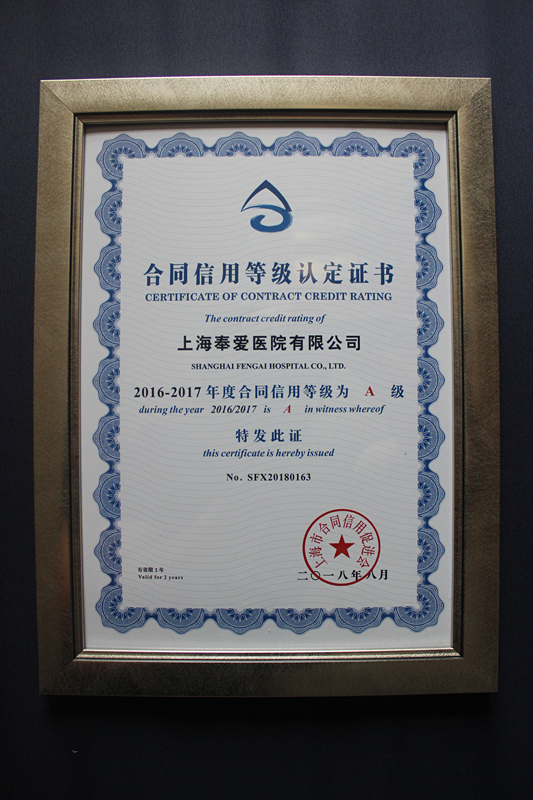 合同信用等级认定证书
CERTIFICATE OF CONTRACT CREDIT RATING
The contract credit rating of
上海奉爱医院有限公司
SHANGHAI FENGAI HOSPITAL CO., LTD.
2016-2017 年度合同信用等级为 A 级
during the year 2016/2017 is A in witness whereof
特发此证
this certificate is hereby issued
No. SFX20180163
上海市合同信用促进会
有效期 2 年
Valid for 2 years
二〇一八年八月